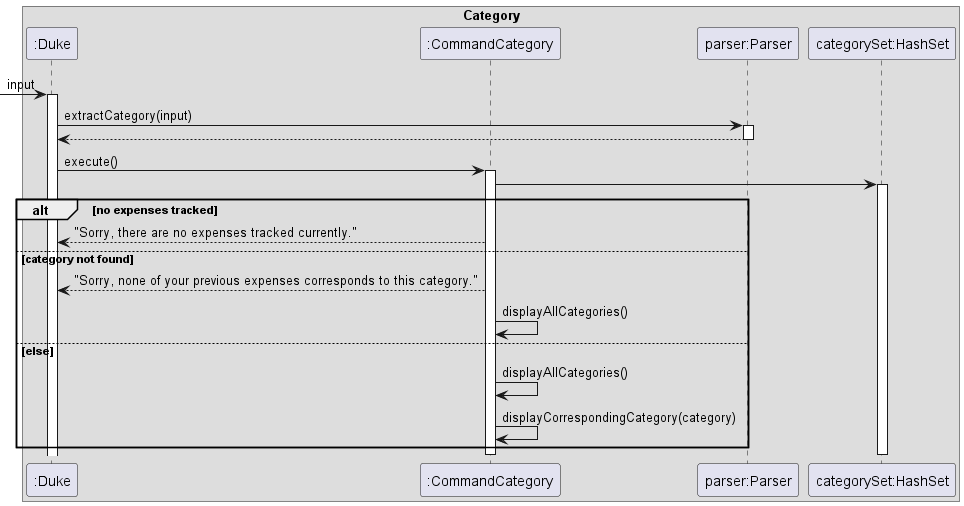 Category
:Duke
:CommandCategory
parser:Parser
categorySet:HashSet
input
extractCategory(input)
execute()
alt
[no expenses tracked]
"Sorry, there are no expenses tracked currently."
[category not found]
"Sorry, none of your previous expenses corresponds to this category."
displayAllCategories()
[else]
displayAllCategories()
displayCorrespondingCategory(category)
:Duke
:CommandCategory
parser:Parser
categorySet:HashSet